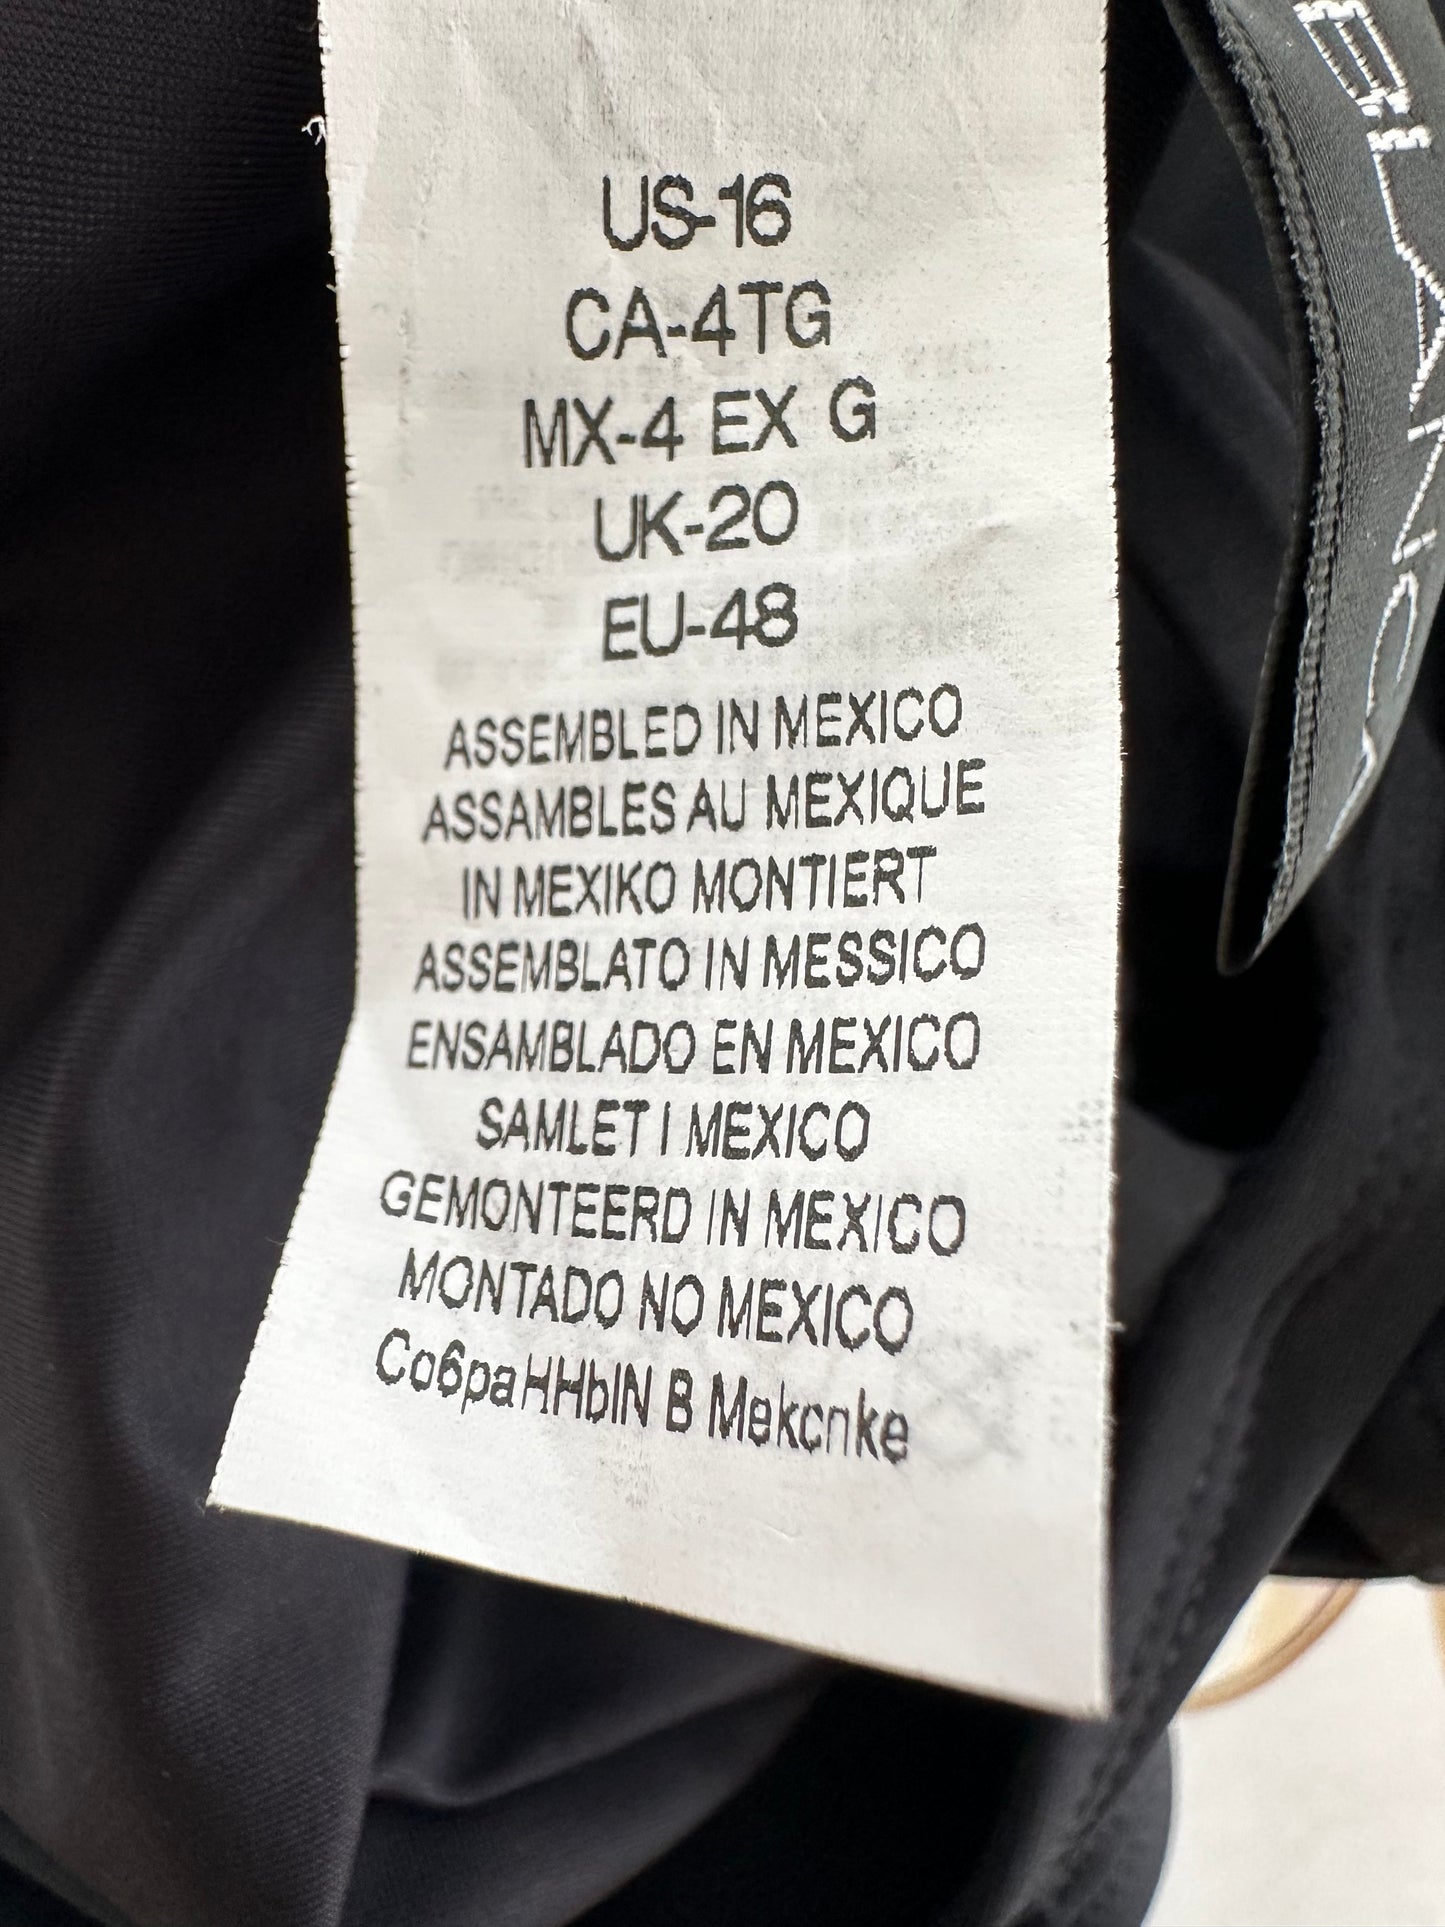 US-16
CA-4TG
MX-4 EX G
UK-20
EU-48
ASSEMBLED IN MEXICO
ASSAMBLES AU MEXIQUE
IN MEXIKO MONTIERT
ASSEMBLATO IN MESSICO
ENSAMBLADO EN MEXICO
SAMLET I MEXICO
GEMONTEERD IN MEXICO
MONTADO NO MEXICO
Co6paHHbIN B Mekcnke